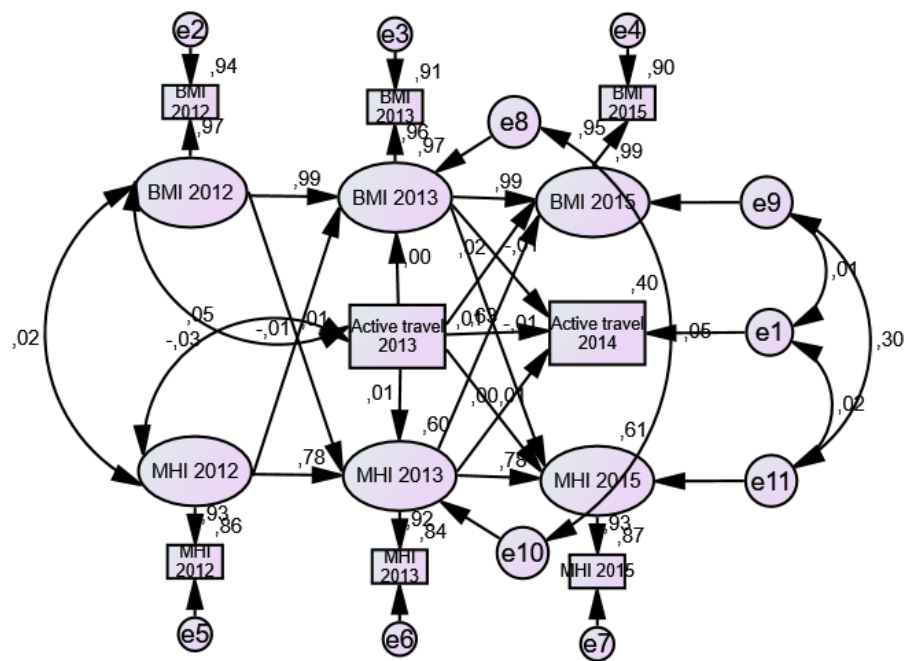 e2
e3
e4
,94
,91
,90
BMI
2012
BMI
2013
BMI
2015
,97
,96
,97
e8
,95
,99
BMI 2012
,99
BMI 2013
,99
BMI 2015
e9
,00
,02
-,01
,01
,05
-,01
,01
Active travel
2013
,01
,63
-,01
,40
Active travel
2014
,05
e1
,02
-,03
,30
,01
,00
,01
,02
,60
,61
MHI 2012
,78
MHI 2013
,78
MHI 2015
e11
,93
,86
,92
,84
,93
,87
e10
MHI
2012
MHI
2013
MHI 2015
e5
e6
e7